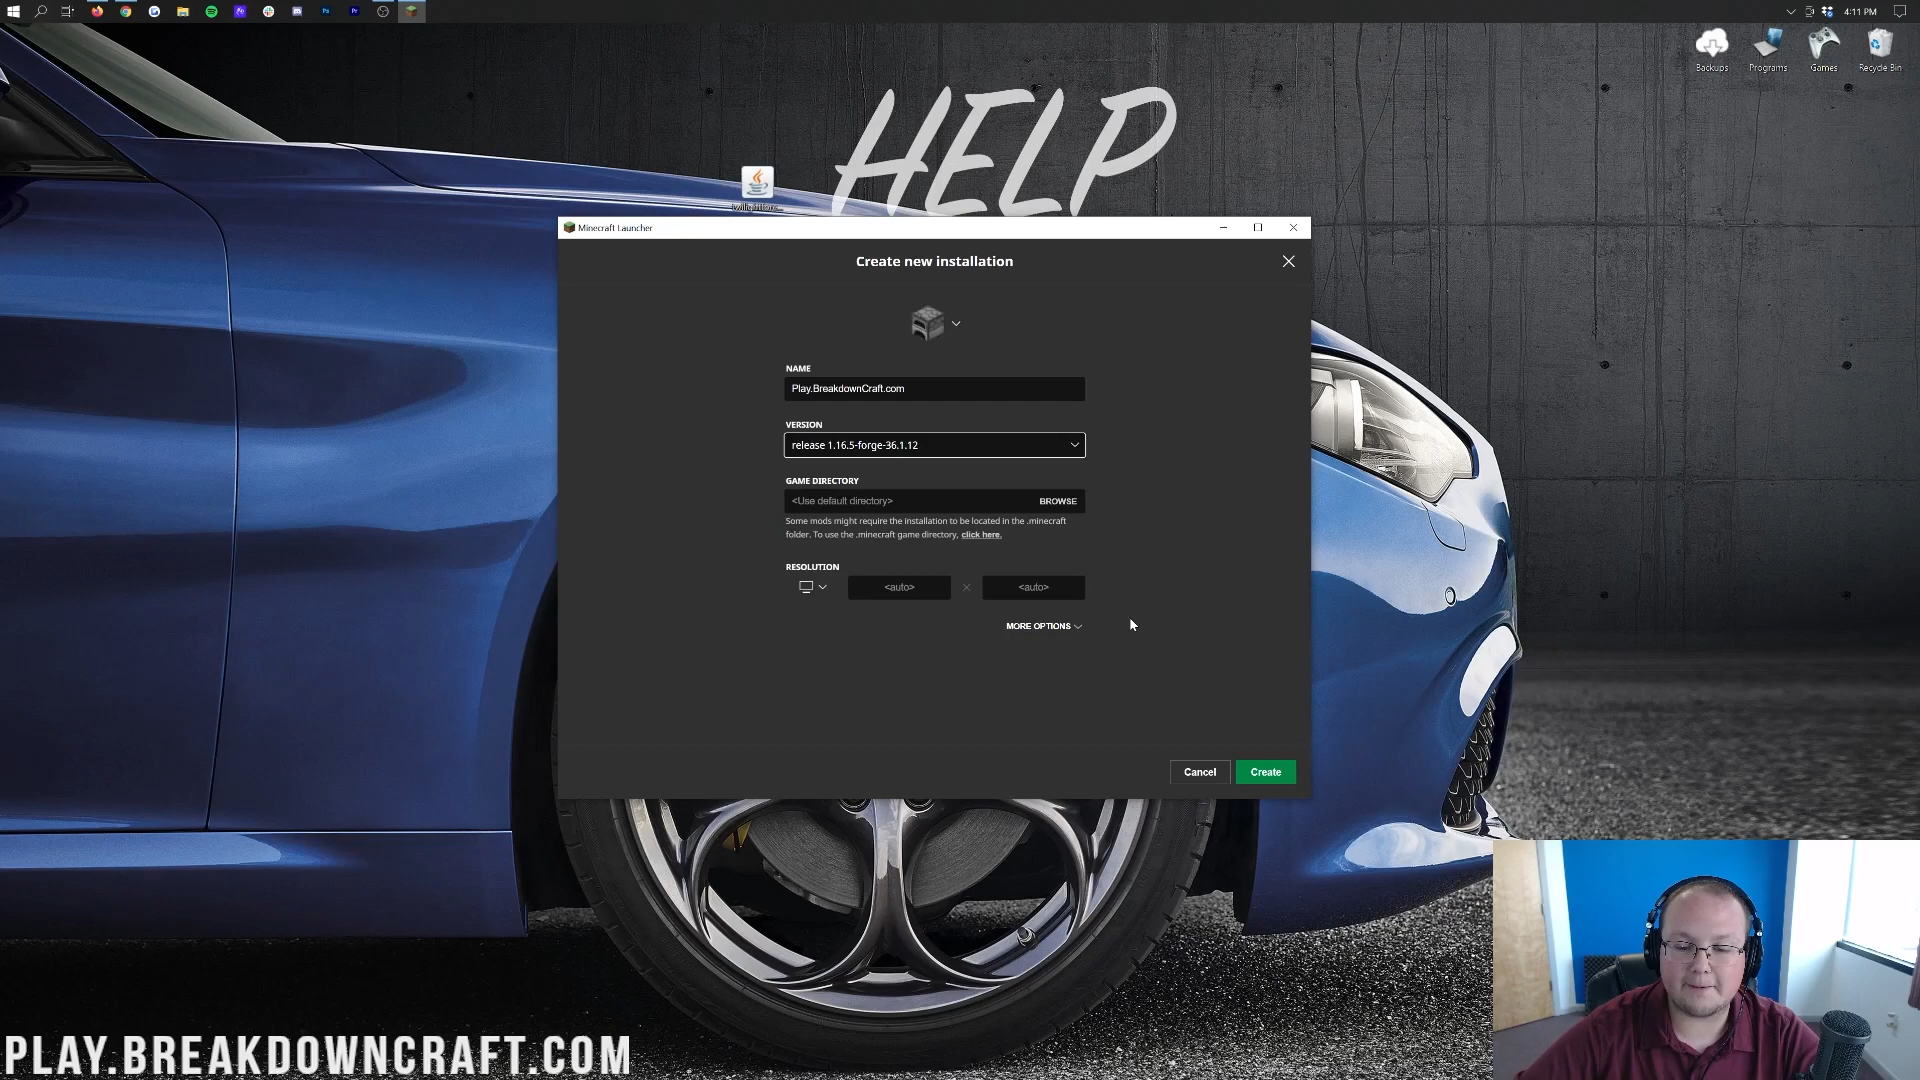 4:11 PM
Backups
Programs
Games
Recycle Bin
HELP
Minecraft Launcher
Create new installation
NAME
Play.BreakdownCraft.com
VERSION
release 1.16.5-forge-36.1.12
GAME DIRECTORY
<Use default directory>
BROWSE
Some mods might require the installation to be located in the .minecraft
folder. To use the .minecraft game directory, click here.
RESOLUTION
<auto>
<auto>
MORE OPTIONS
Cancel
Create
PLAY.BREAKDOWNCRAFT.COM